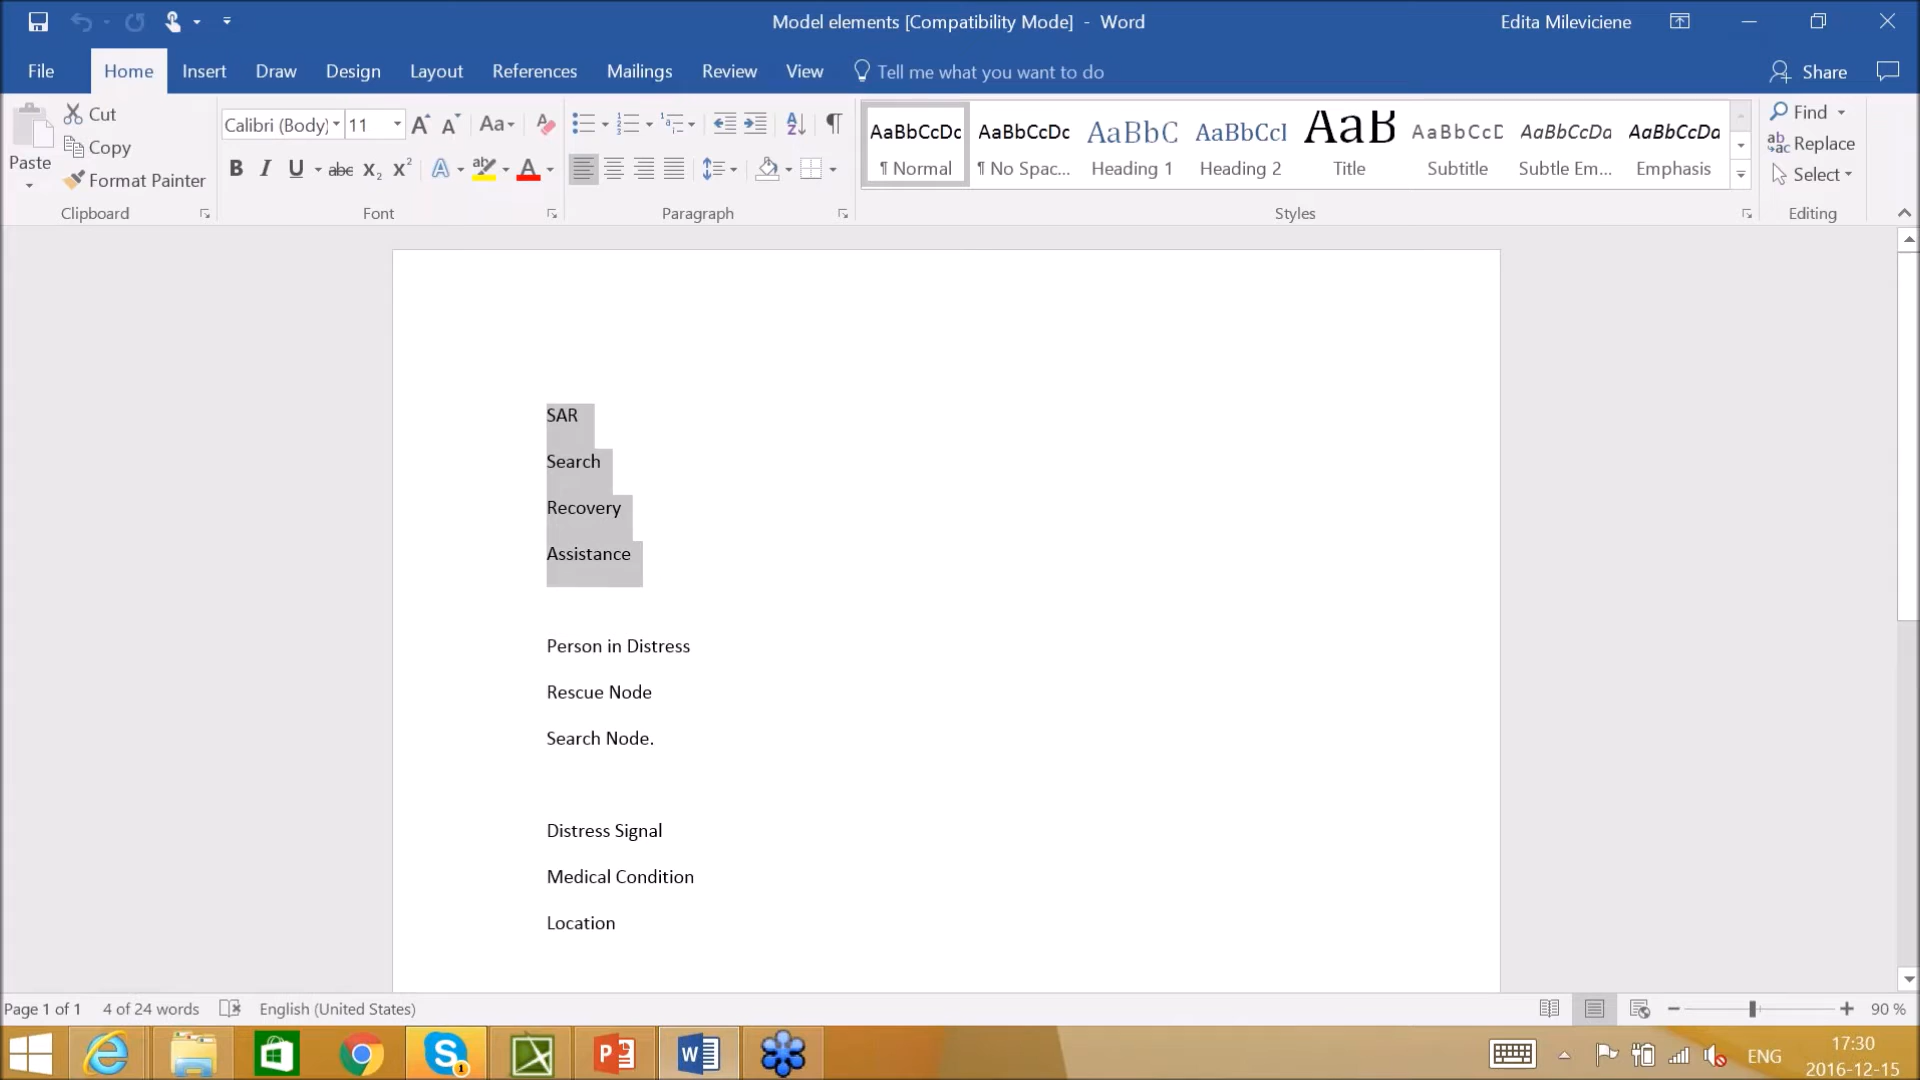 Model elements [Compatibility Mode] - Word
Edita Mileviciene
File Home Insert Draw Design Layout References Mailings Review View Tell me what you want to do Share
Paste
Cut
Copy
Format Painter
Clipboard
Calibri (Body) 11
Font
Paragraph
AaBbCcDc ¶ Normal
AaBbCcDc ¶ No Spac...
AaBbC Heading 1
AaBbCcI Heading 2
AaB Title
AaBbCcD Subtitle
AaBbCcDa Subtle Em...
AaBbCcDa Emphasis
Styles
Find
Replace
Select
Editing
SAR
Search
Recovery
Assistance
Person in Distress
Rescue Node
Search Node.
Distress Signal
Medical Condition
Location
Page 1 of 1 4 of 24 words English (United States) 90 %
ENG
17:30
2016-12-15